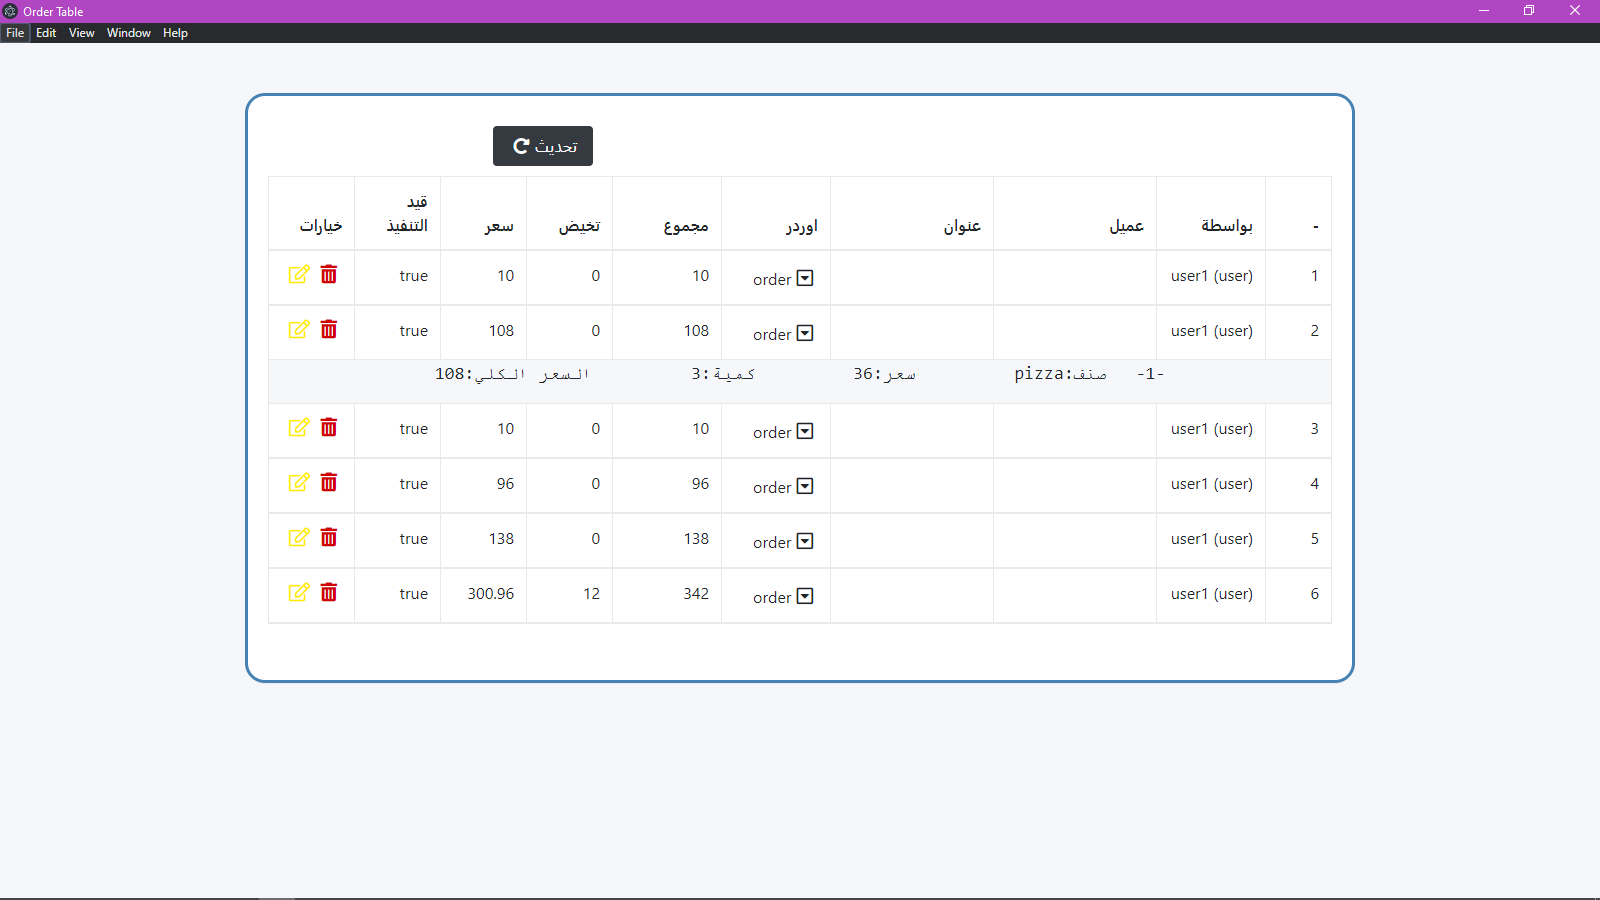 Order Table
File Edit View Window Help
تحديث
- بواسطة عميل عنوان اوردر مجموع تخيض سعر قيد التنفيذ خيارات
1 user1 (user) order 10 0 10 true
2 user1 (user) order 108 0 108 true
-1- صنف:pizza سعر:36 كمية:3 السعر الكلي:108
3 user1 (user) order 10 0 10 true
4 user1 (user) order 96 0 96 true
5 user1 (user) order 138 0 138 true
6 user1 (user) order 342 12 300.96 true